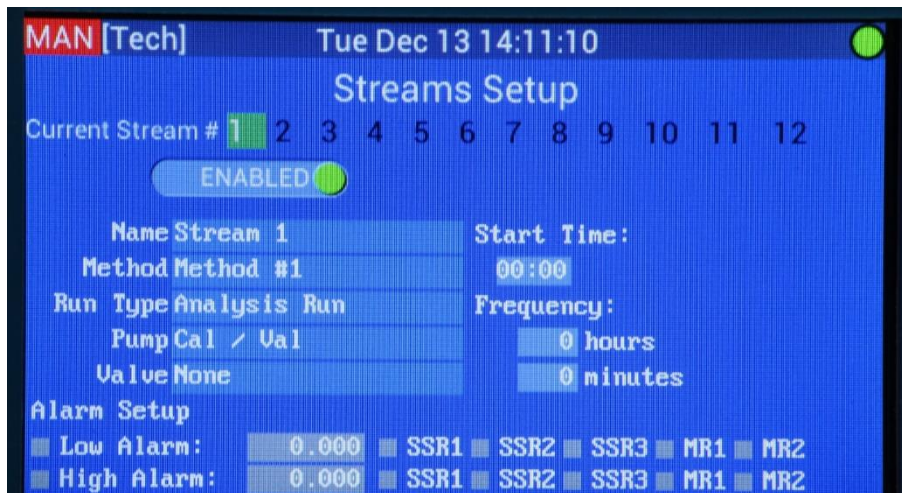 MAN [Tech] Tue Dec 13 14:11:10
Streams Setup
Current Stream # 1 2 3 4 5 6 7 8 9 10 11 12
ENABLED
Name Stream 1 Start Time:
Method Method #1 00:00
Run Type Analysis Run Frequency:
Pump Cal / Val 0 hours
Valve None 0 minutes
Alarm Setup
Low Alarm: 0.000 SSR1 SSR2 SSR3 MR1 MR2
High Alarm: 0.000 SSR1 SSR2 SSR3 MR1 MR2